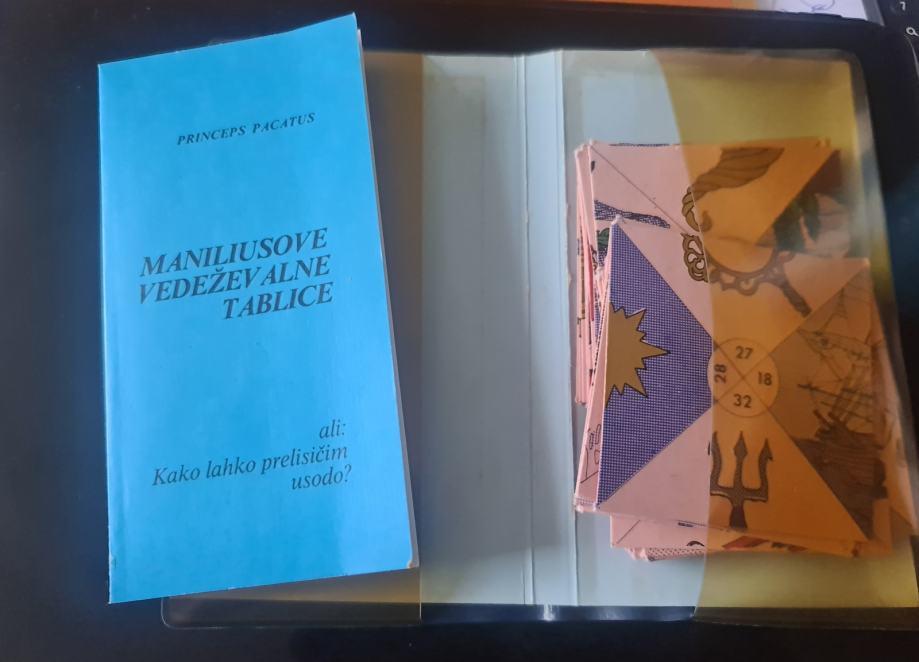 PRINCEPS PACATUS
MANILIUSOVE
VEDEŽEVALNE
TABLICE
ali:
Kako lahko prelisičim
usodo?
27
28 18
32